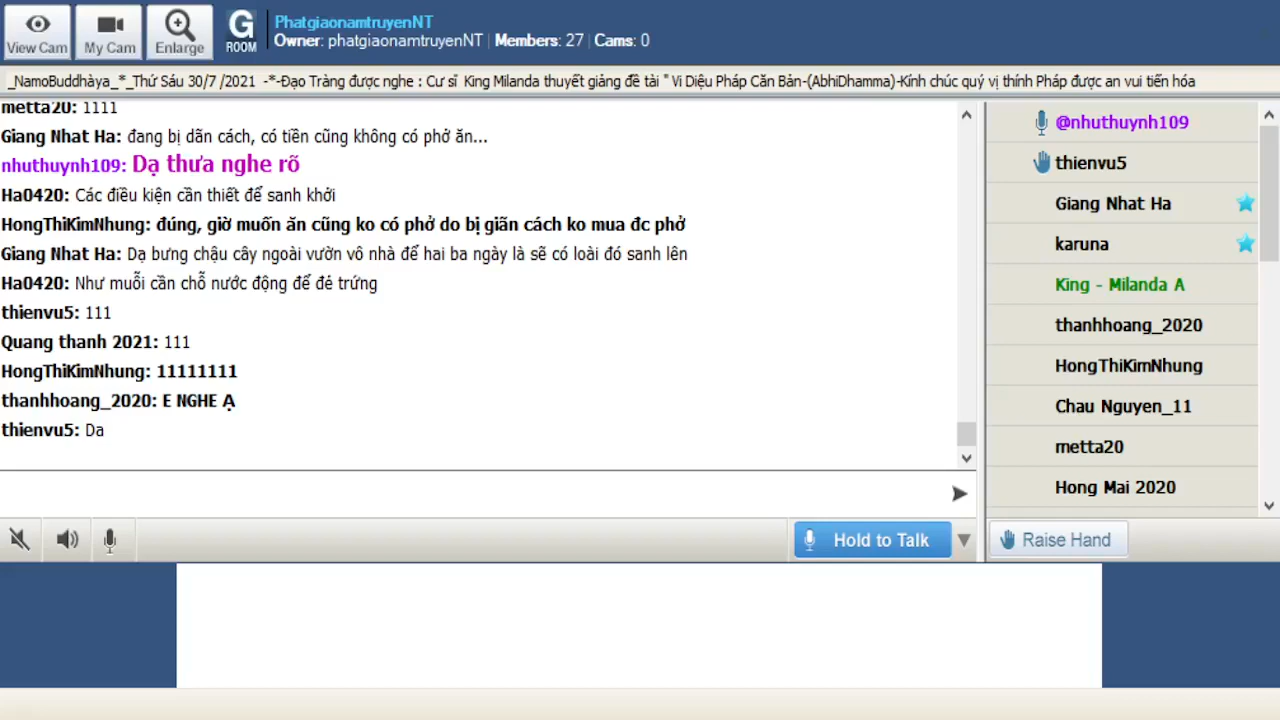 View Cam
My Cam
Enlarge
G
ROOM
PhatgiaonamtruyenNT
Owner: phatgiaonamtruyenNT | Members: 27 | Cams: 0
_NamoBuddhàya_*_Thứ Sáu 30/7 /2021 -*-Đạo Tràng được nghe : Cư sĩ King Milanda thuyết giảng đề tài " Vi Diệu Pháp Căn Bản-(AbhiDhamma)-Kính chúc quý vị thính Pháp được an vui tiến hóa
metta20: 1111
Giang Nhat Ha: đang bị dãn cách, có tiền cũng không có phở ăn...
nhuthuynh109: Dạ thưa nghe rõ
Ha0420: Các điều kiện cần thiết để sanh khởi
HongThiKimNhung: đúng, giờ muốn ăn cũng ko có phở do bị giãn cách ko mua đc phở
Giang Nhat Ha: Dạ bưng chậu cây ngoài vườn vô nhà để hai ba ngày là sẽ có loài đó sanh lên
Ha0420: Như muỗi cần chỗ nước động để đẻ trứng
thienvu5: 111
Quang thanh 2021: 111
HongThiKimNhung: 11111111
thanhhoang_2020: E NGHE Ạ
thienvu5: Da
@nhuthuynh109
thienvu5
Giang Nhat Ha
karuna
King - Milanda A
thanhhoang_2020
HongThiKimNhung
Chau Nguyen_11
metta20
Hong Mai 2020
Hold to Talk
Raise Hand